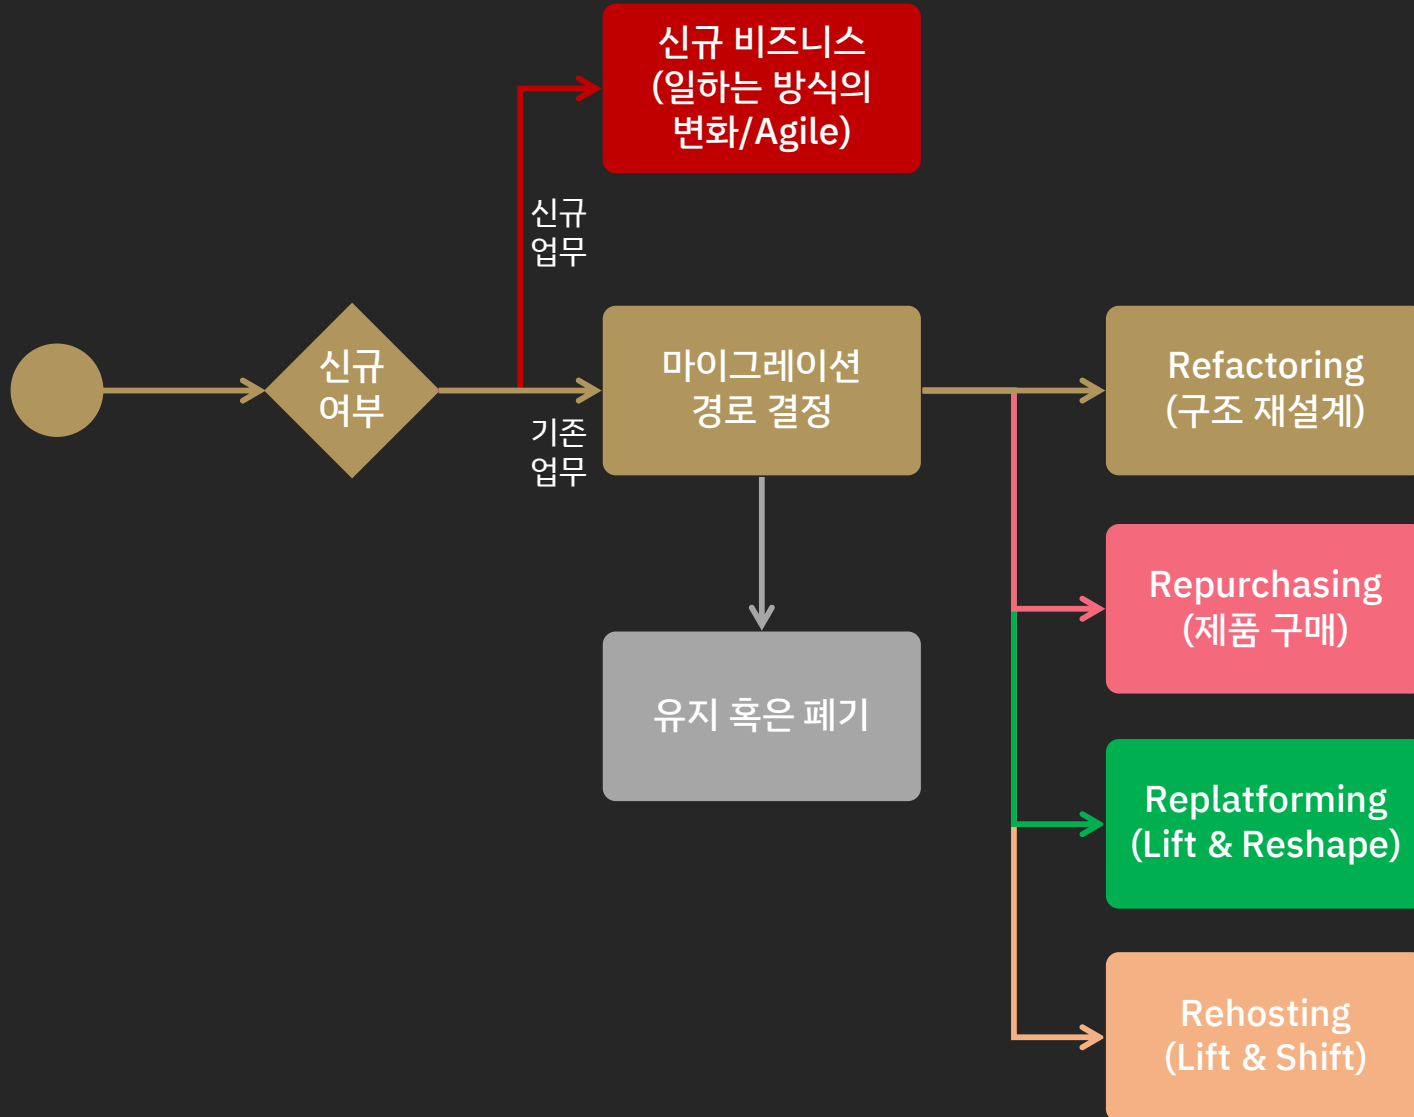 신규 비즈니스
(일하는 방식의
변화/Agile)
신규
업무
신규
여부
기존
업무
마이그레이션
경로 결정
Refactoring
(구조 재설계)
Repurchasing
(제품 구매)
유지 혹은 폐기
Replatforming
(Lift & Reshape)
Rehosting
(Lift & Shift)